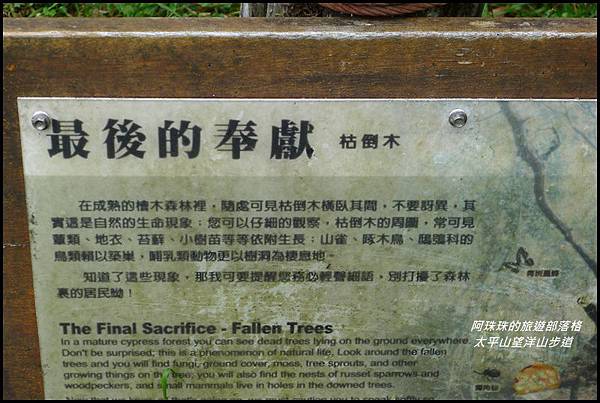 最後的奉獻 枯倒木
在成熟的檜木森林裡，隨處可見枯倒木橫臥其間，不要訝異，其
實這是自然的生命現象；您可以仔細的觀察，枯倒木的周圍，常可見
蕈類、地衣、苔蘚、小樹苗等等依附生長；山雀、啄木鳥、鴟鴞科的
鳥類賴以築巢，哺乳類動物更以樹洞為棲息地。
知道了這些現象，那我可要提醒您務必輕聲細語，別打擾了森林
裏的居民呦！
The Final Sacrifice - Fallen Trees
In a mature cypress forest you can see dead trees lying on the ground everywhere.
Don't be surprised; this is a phenomenon of natural life. Look around the fallen
trees and you will find fungi, ground cover, moss, tree sprouts, and other
growing things on the trees; you will also find the nests of russet sparrows and
woodpeckers, and small mammals live in holes in the downed trees.
阿珠珠的旅遊部落格
太平山望洋山步道